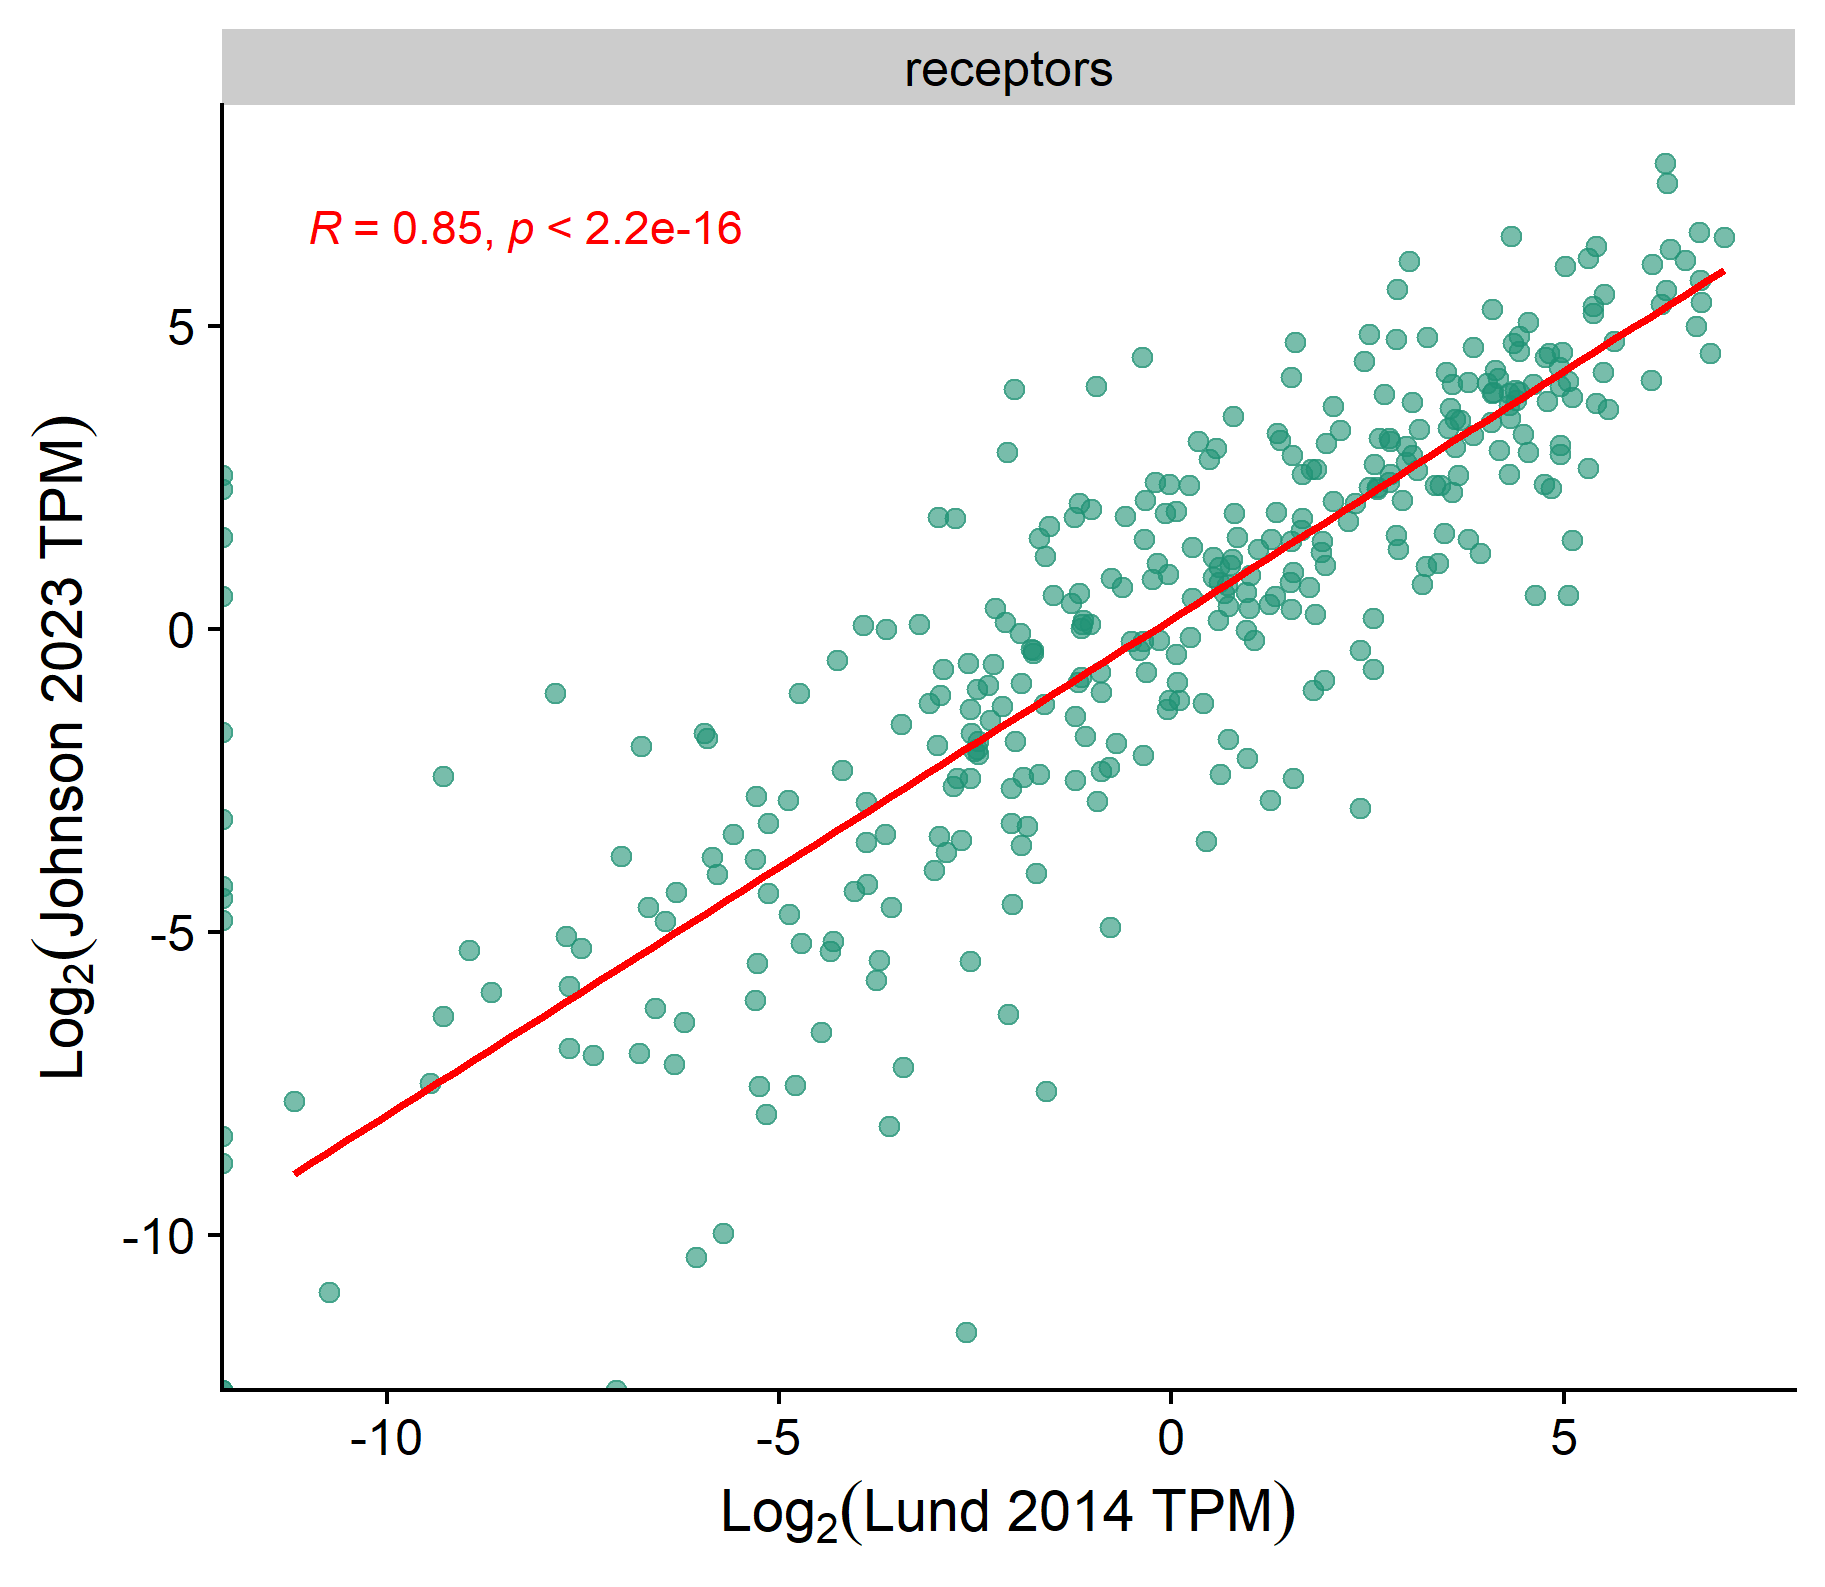 receptors
R = 0.85, p < 2.2e-16
Log₂(Johnson 2023 TPM)
5
0
-5
-10
-10
-5
0
5
Log₂(Lund 2014 TPM)